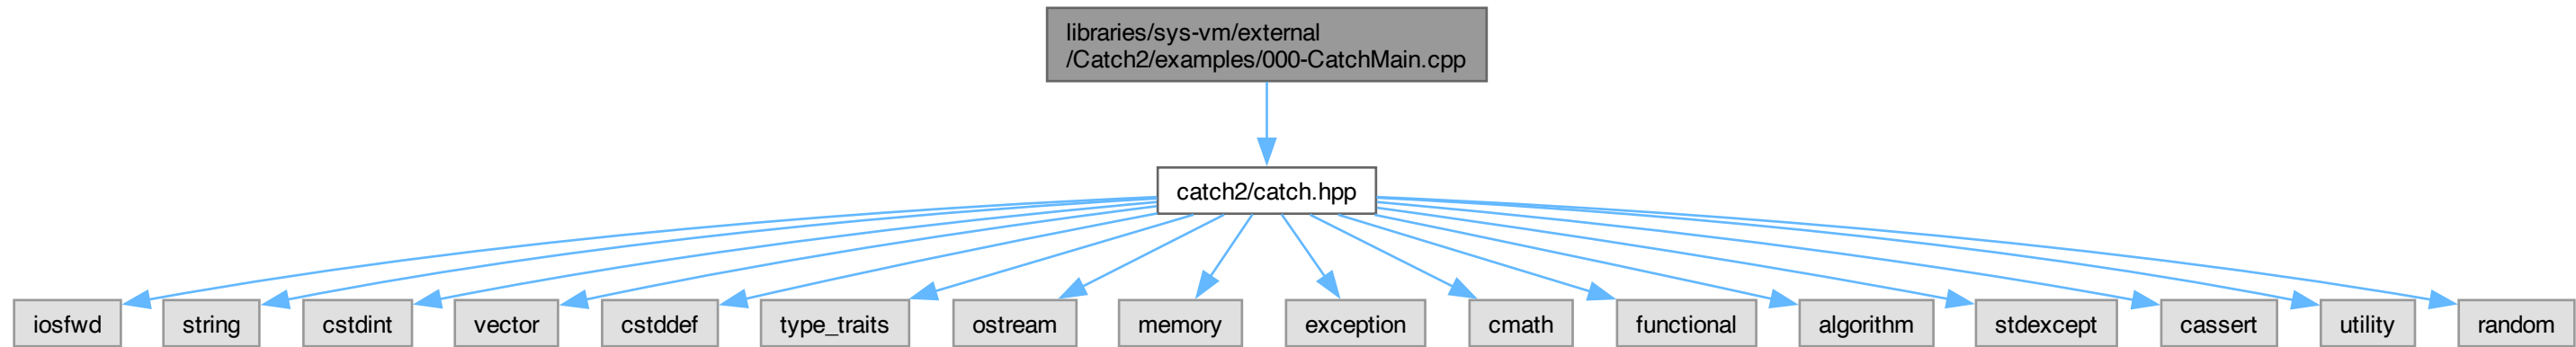 libraries/sys-vm/external
/Catch2/examples/000-CatchMain.cpp
catch2/catch.hpp
iosfwd
string
cstdint
vector
cstddef
type_traits
ostream
memory
exception
cmath
functional
algorithm
stdexcept
cassert
utility
random